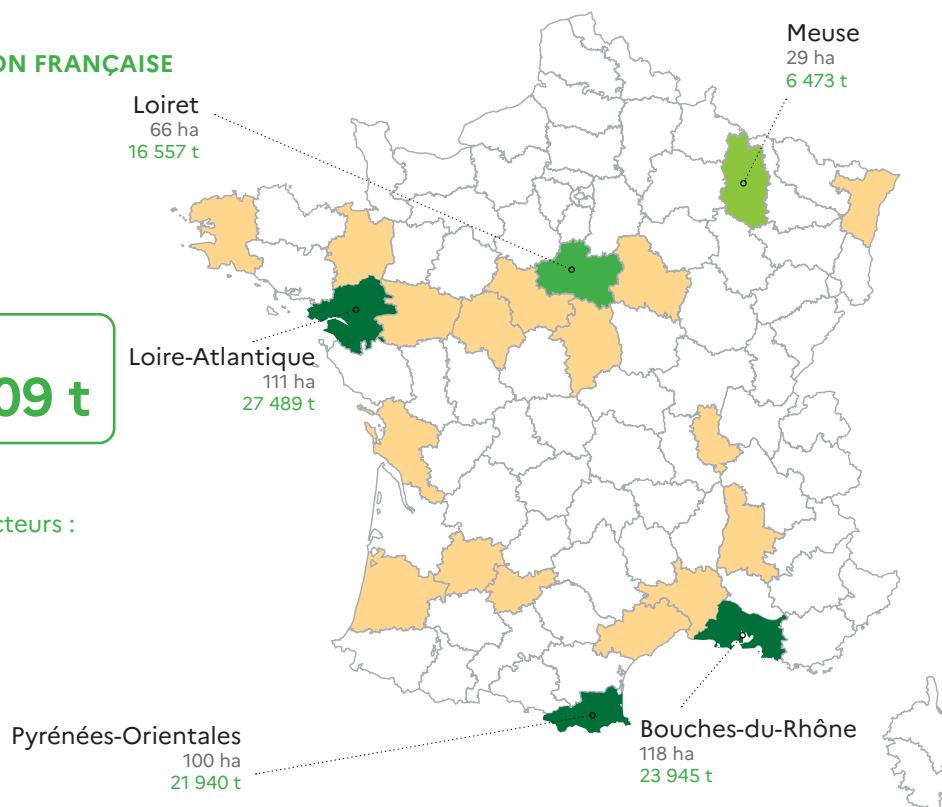 ON FRANÇAISE
Meuse
29 ha
6 473 t
Loiret
66 ha
16 557 t
Loire-Atlantique
111 ha
27 489 t
09 t
cteurs :
Pyrénées-Orientales
100 ha
21 940 t
Bouches-du-Rhône
118 ha
23 945 t